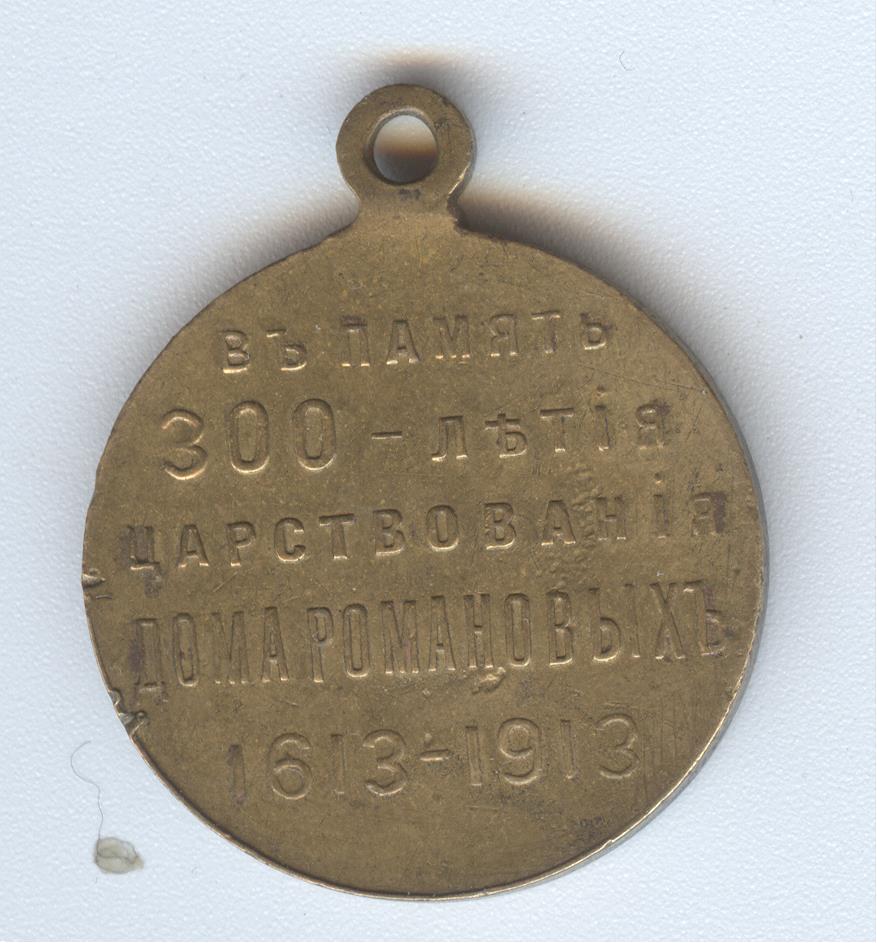 ВЪ ПАМЯТЬ
300-ЛѢТІЯ
ЦАРСТВОВАНІЯ
ДОМА РОМАНОВЫХЪ
1613-1913